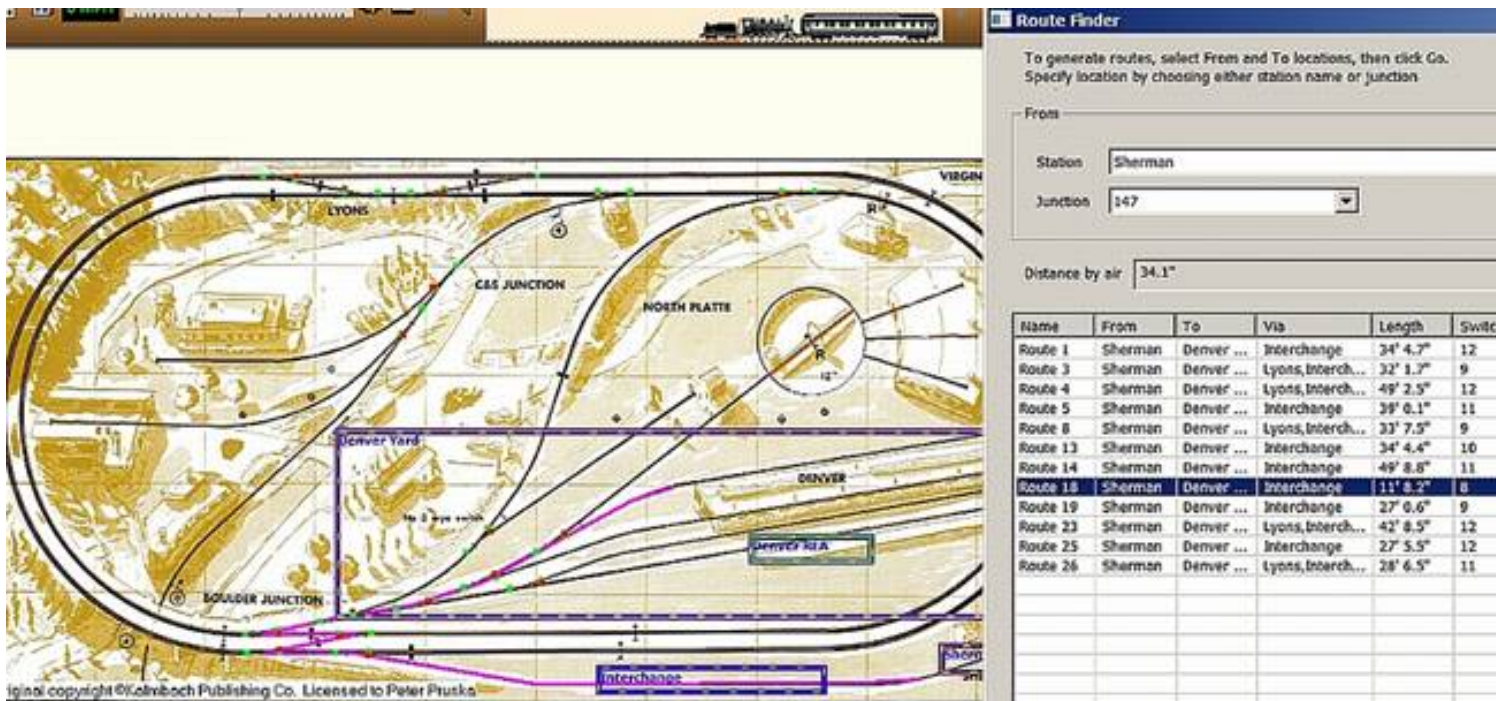 Route Finder
To generate routes, select From and To locations, then click Go.
Specify location by choosing either station name or junction
From
Station Sherman
Junction 147
Distance by air 34.1"
Name From To Via Length Switc
Route 1 Sherman Denver ... Interchange 34' 4.7" 12
Route 3 Sherman Denver ... Lyons,Interch... 32' 1.7" 9
Route 4 Sherman Denver ... Interchange 49' 2.5" 12
Route 5 Sherman Denver ... Interchange 39' 0.1" 11
Route 8 Sherman Denver ... Lyons,Interch... 33' 7.5" 9
Route 13 Sherman Denver ... Interchange 34' 4.4" 10
Route 14 Sherman Denver ... Interchange 49' 8.8" 11
Route 18 Sherman Denver ... Interchange 11' 8.2" 8
Route 19 Sherman Denver ... Interchange 27' 0.6" 9
Route 23 Sherman Denver ... Lyons,Interch... 42' 8.5" 12
Route 25 Sherman Denver ... Interchange 27' 5.5" 12
Route 26 Sherman Denver ... Lyons,Interch... 28' 6.5" 11
VIRGIN
LYONS
R
C&S JUNCTION
NORTH PLATTE
R
12"
Denver Yard
DENVER
Denver REA
BOULDER JUNCTION
Interchange
Sher
iginal copyright ©Kalmbach Publishing Co. Licensed to Peter Pruska